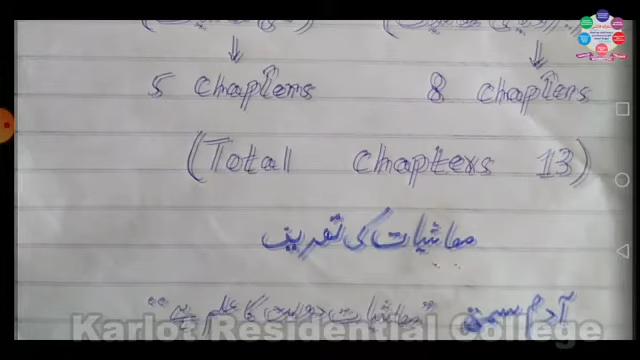 5 chapters 8 chapters
(Total chapters 13)
معاشیات کی تعریف
آدم سمتھ "معاشیات دولت کا علم ہے"
Karlot Residential College